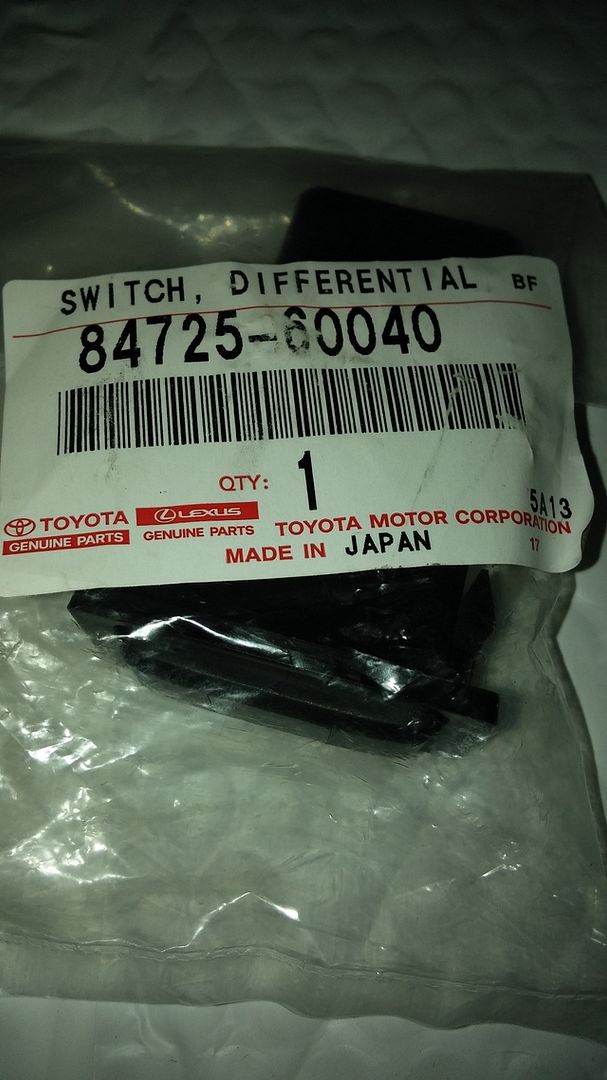 SWITCH, DIFFERENTIAL BF
84725-60040
QTY: 1
5A13
TOYOTA LEXUS TOYOTA MOTOR CORPORATION
GENUINE PARTS GENUINE PARTS
MADE IN JAPAN 17